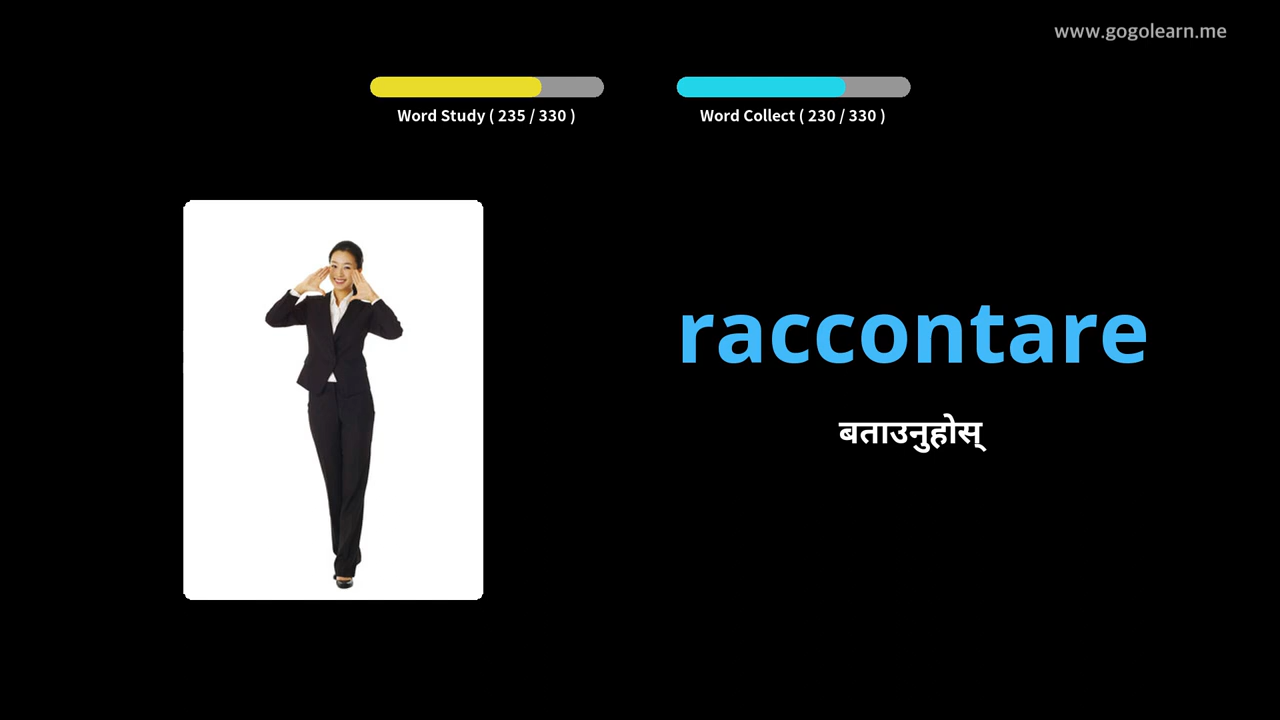 www.gogolearn.me
Word Study ( 235 / 330 )
Word Collect ( 230 / 330 )
raccontare
बताउनुहोस्